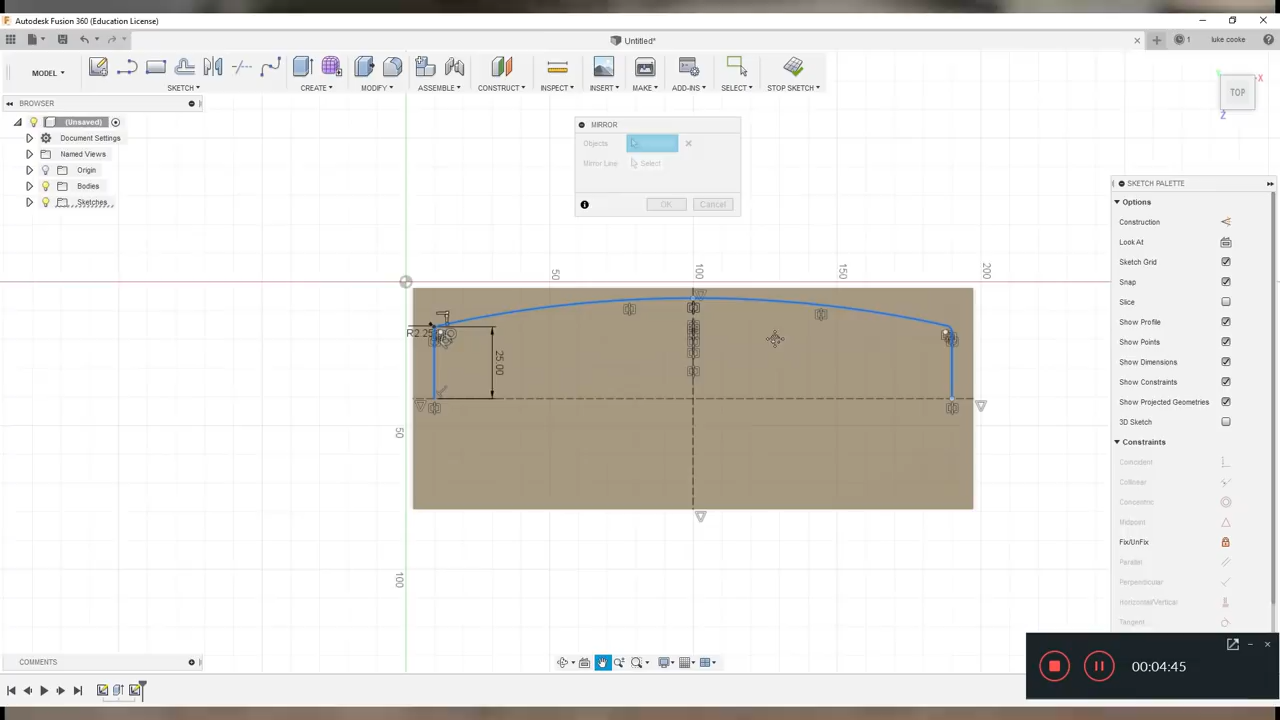 Autodesk Fusion 360 (Education License)
Untitled*
1
luke cooke
MODEL
SKETCH
CREATE
MODIFY
ASSEMBLE
CONSTRUCT
INSPECT
INSERT
MAKE
ADD-INS
SELECT
STOP SKETCH
BROWSER
(Unsaved)
Document Settings
Named Views
Origin
Bodies
Sketches
MIRROR
Objects
Mirror Line
Select
OK
Cancel
TOP
X
Z
50
100
150
200
R2.25
25.00
50
100
SKETCH PALETTE
Options
Construction
Look At
Sketch Grid
Snap
Slice
Show Profile
Show Points
Show Dimensions
Show Constraints
Show Projected Geometries
3D Sketch
Constraints
Coincident
Collinear
Concentric
Midpoint
Fix/UnFix
Parallel
Perpendicular
Horizontal/Vertical
Tangent
COMMENTS
00:04:45